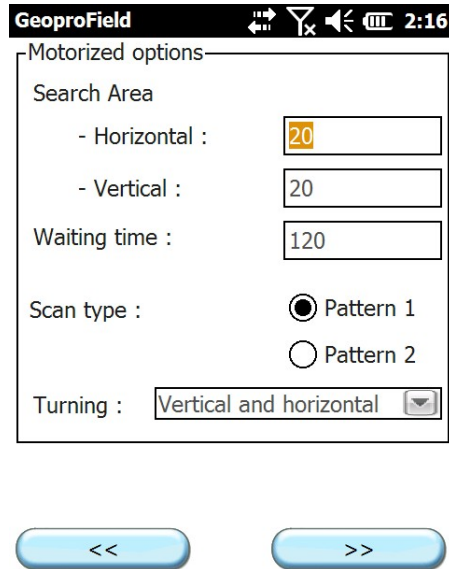 GeoproField 2:16
Motorized options
Search Area
- Horizontal : 20
- Vertical : 20
Waiting time : 120
Scan type : Pattern 1
Pattern 2
Turning : Vertical and horizontal
<< >>